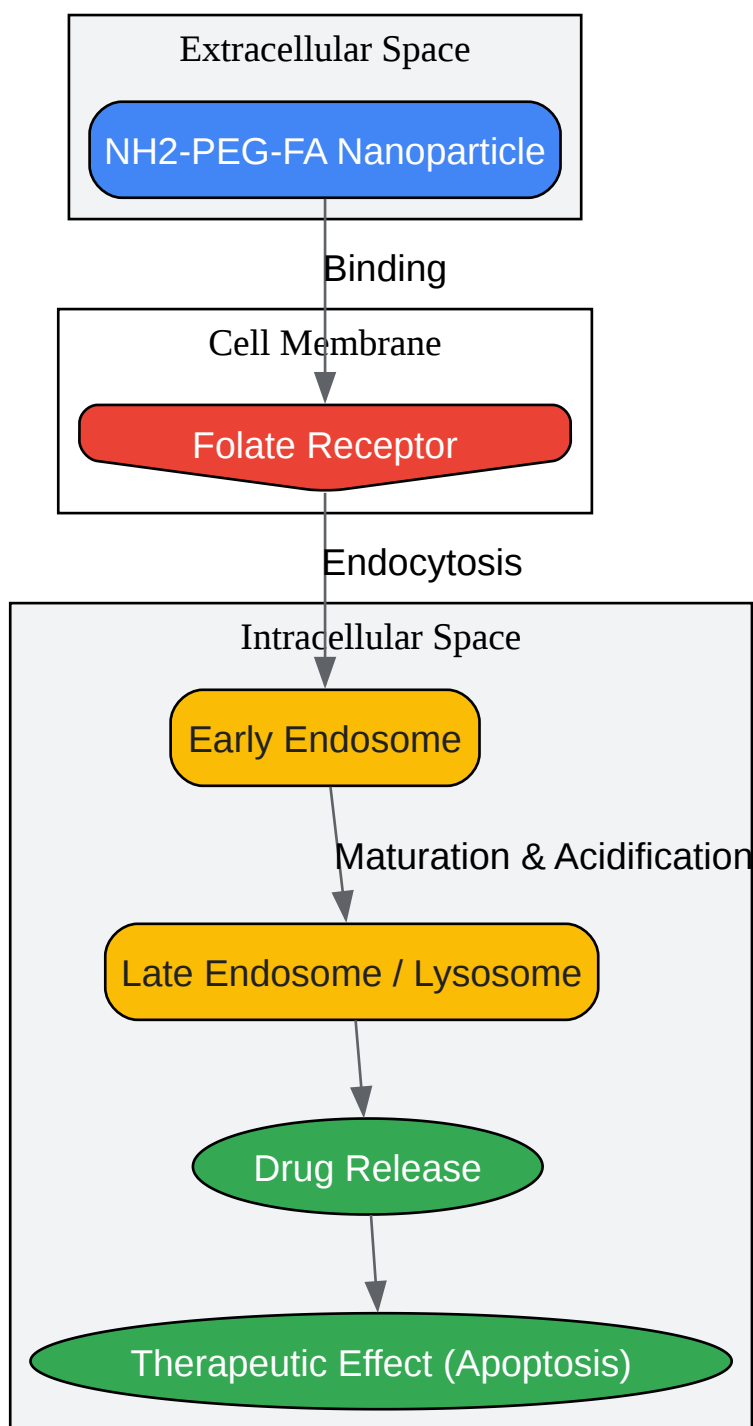 Extracellular Space
NH2-PEG-FA Nanoparticle
Binding
Cell Membrane
Folate Receptor
Endocytosis
Intracellular Space
Early Endosome
Maturation & Acidification
Late Endosome / Lysosome
Drug Release
Therapeutic Effect (Apoptosis)